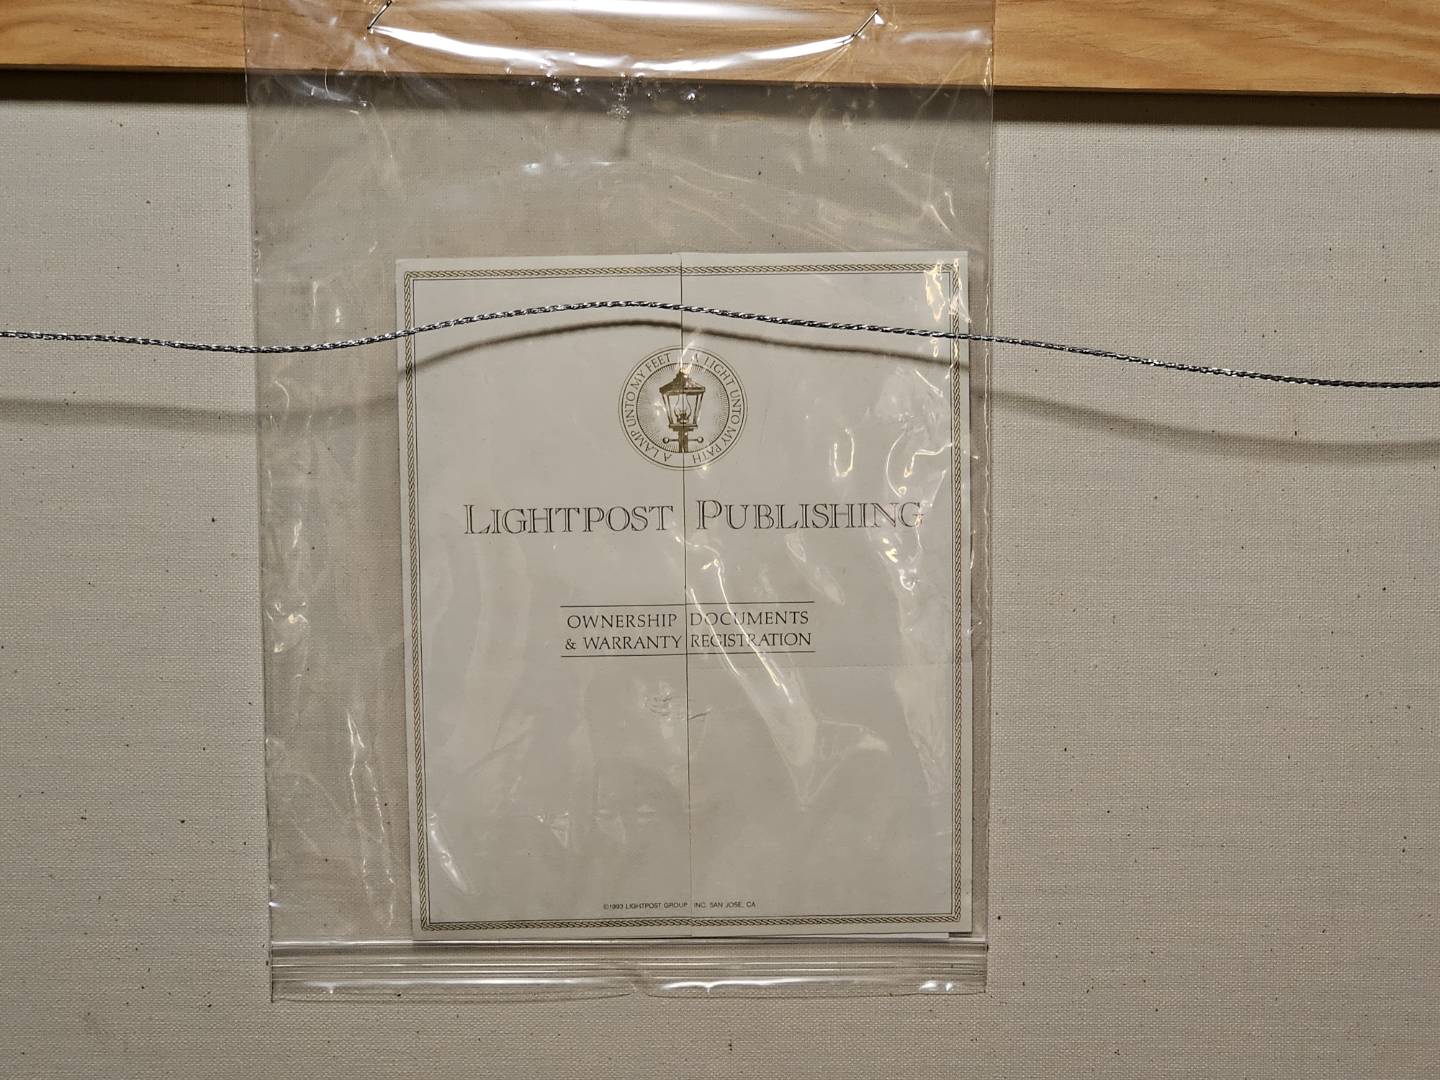 A LAMP UNTO MY FEET A LIGHT UNTO MY PATH
LIGHTPOST PUBLISHING
OWNERSHIP DOCUMENTS
& WARRANTY REGISTRATION
©1993 LIGHTPOST GROUP, INC. SAN JOSE, CA